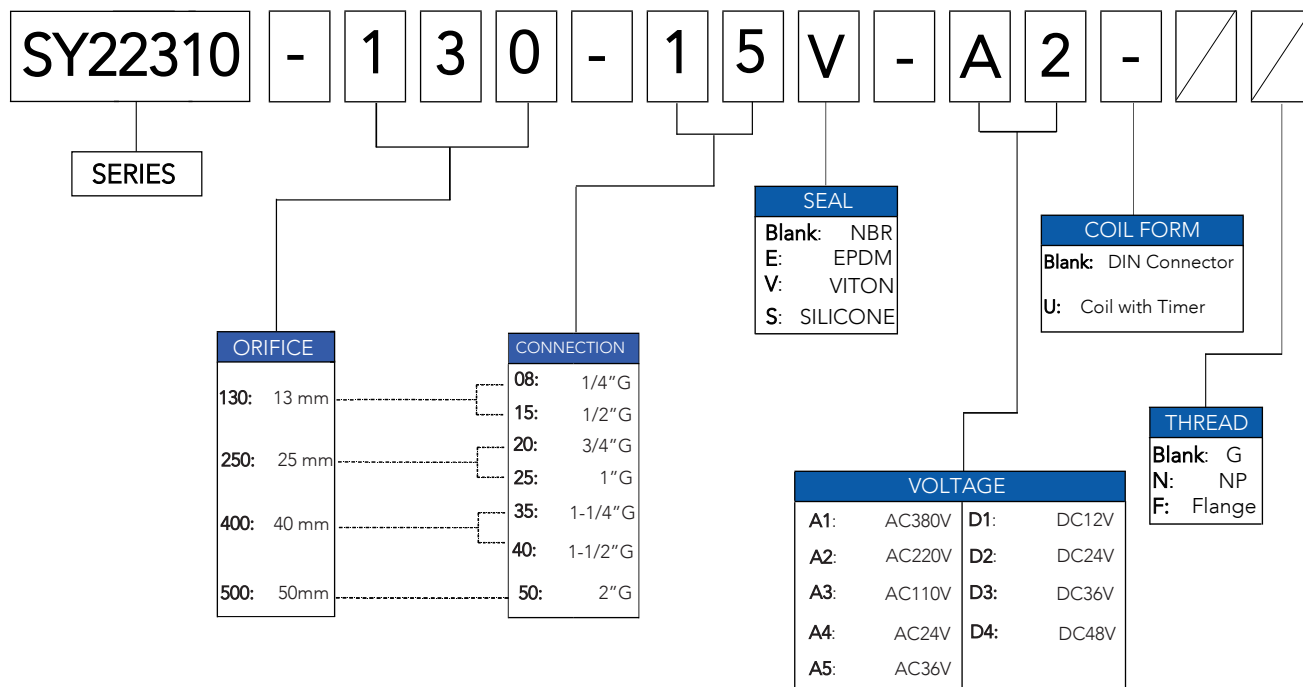 SY22310 - 1 3 0 - 1 5 V - A 2 -
SERIES
SEAL
Blank: NBR
E: EPDM
V: VITON
S: SILICONE
COIL FORM
Blank: DIN Connector
U: Coil with Timer
ORIFICE
130: 13 mm
250: 25 mm
400: 40 mm
500: 50mm
CONNECTION
08: 1/4”G
15: 1/2”G
20: 3/4”G
25: 1”G
35: 1-1/4”G
40: 1-1/2”G
50: 2”G
THREAD
Blank: G
N: NP
F: Flange
VOLTAGE
A1: AC380V D1: DC12V
A2: AC220V D2: DC24V
A3: AC110V D3: DC36V
A4: AC24V D4: DC48V
A5: AC36V